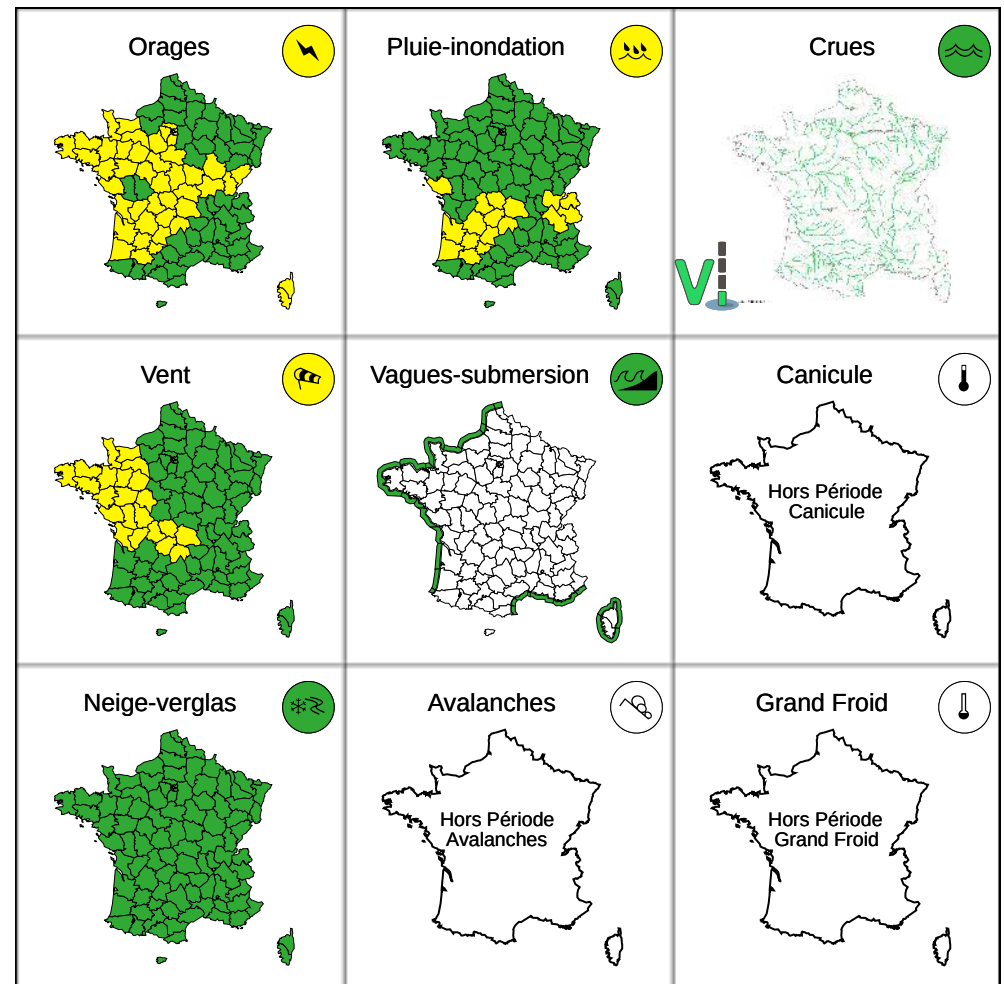 Orages
Pluie-inondation
Crues
Vi
Vent
Vagues-submersion
Canicule
Hors Période
Canicule
Neige-verglas
Avalanches
Grand Froid
Hors Période
Avalanches
Hors Période
Grand Froid